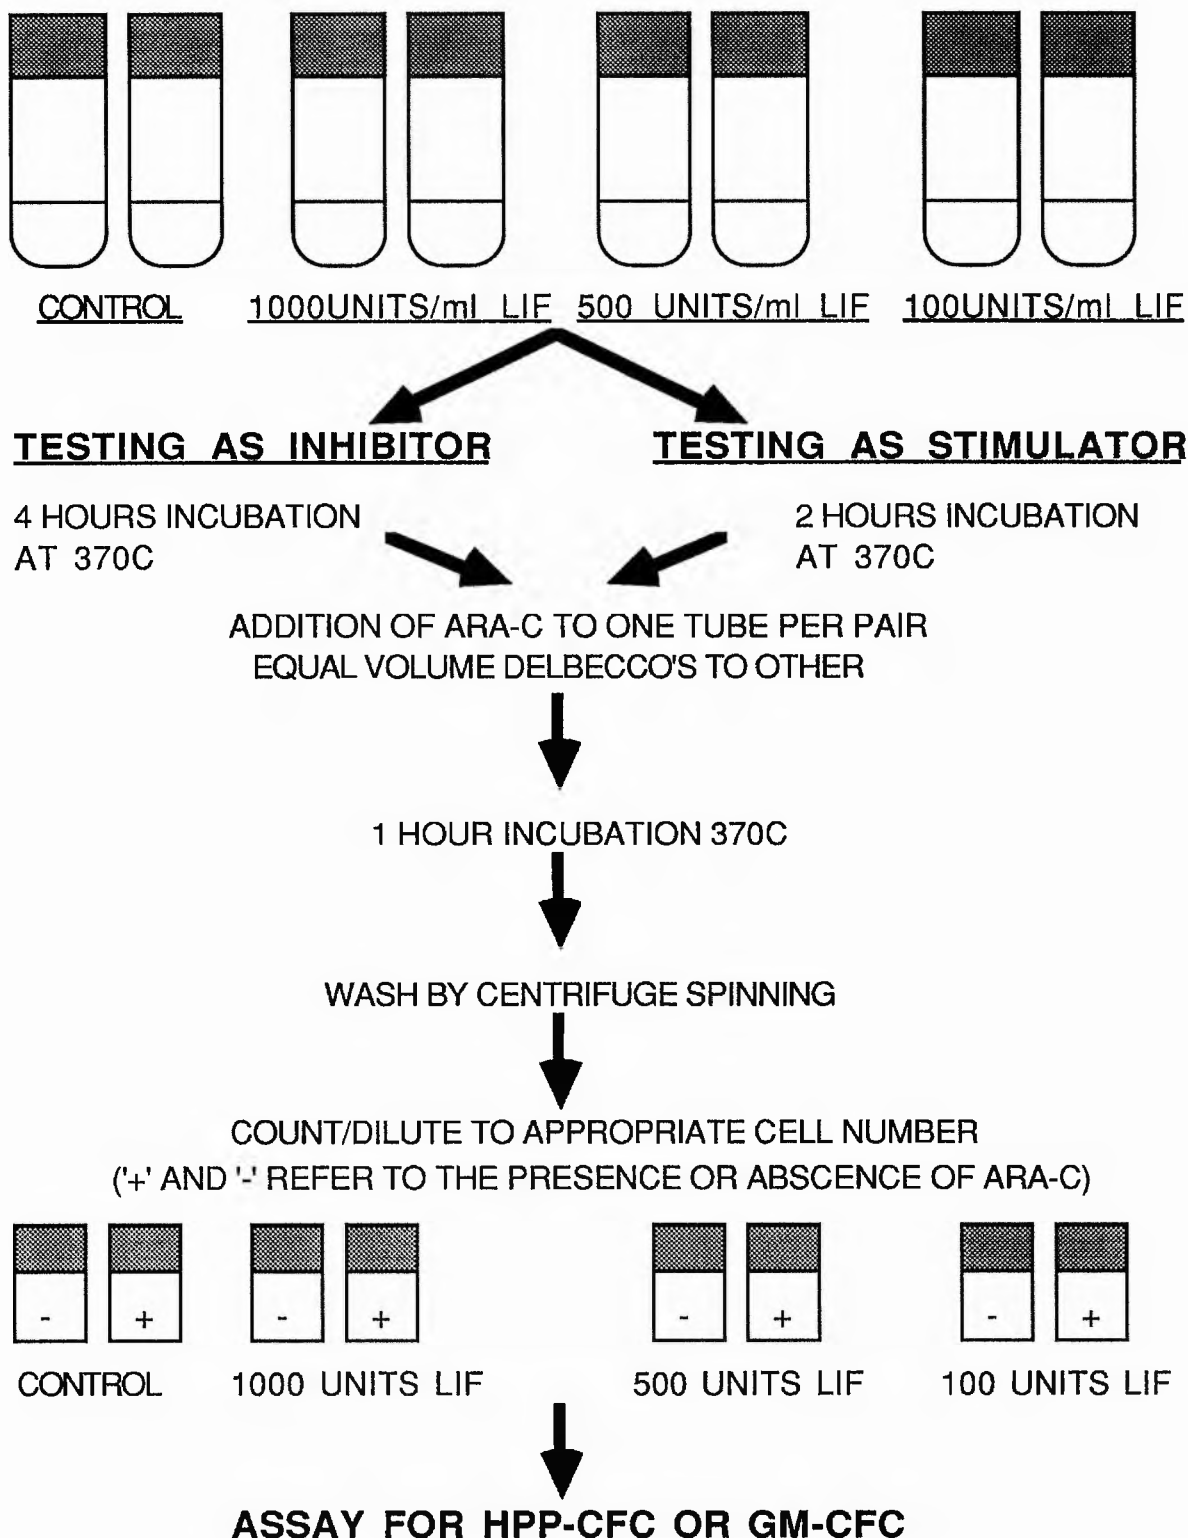 CONTROL 1000UNITS/ml LIF 500 UNITS/ml LIF 100UNITS/ml LIF
TESTING AS INHIBITOR TESTING AS STIMULATOR
4 HOURS INCUBATION 2 HOURS INCUBATION
AT 370C AT 370C
ADDITION OF ARA-C TO ONE TUBE PER PAIR
EQUAL VOLUME DELBECCO'S TO OTHER
1 HOUR INCUBATION 370C
WASH BY CENTRIFUGE SPINNING
COUNT/DILUTE TO APPROPRIATE CELL NUMBER
('+' AND '-' REFER TO THE PRESENCE OR ABSCENCE OF ARA-C)
- + - + - + - +
CONTROL 1000 UNITS LIF 500 UNITS LIF 100 UNITS LIF
ASSAY FOR HPP-CFC OR GM-CFC